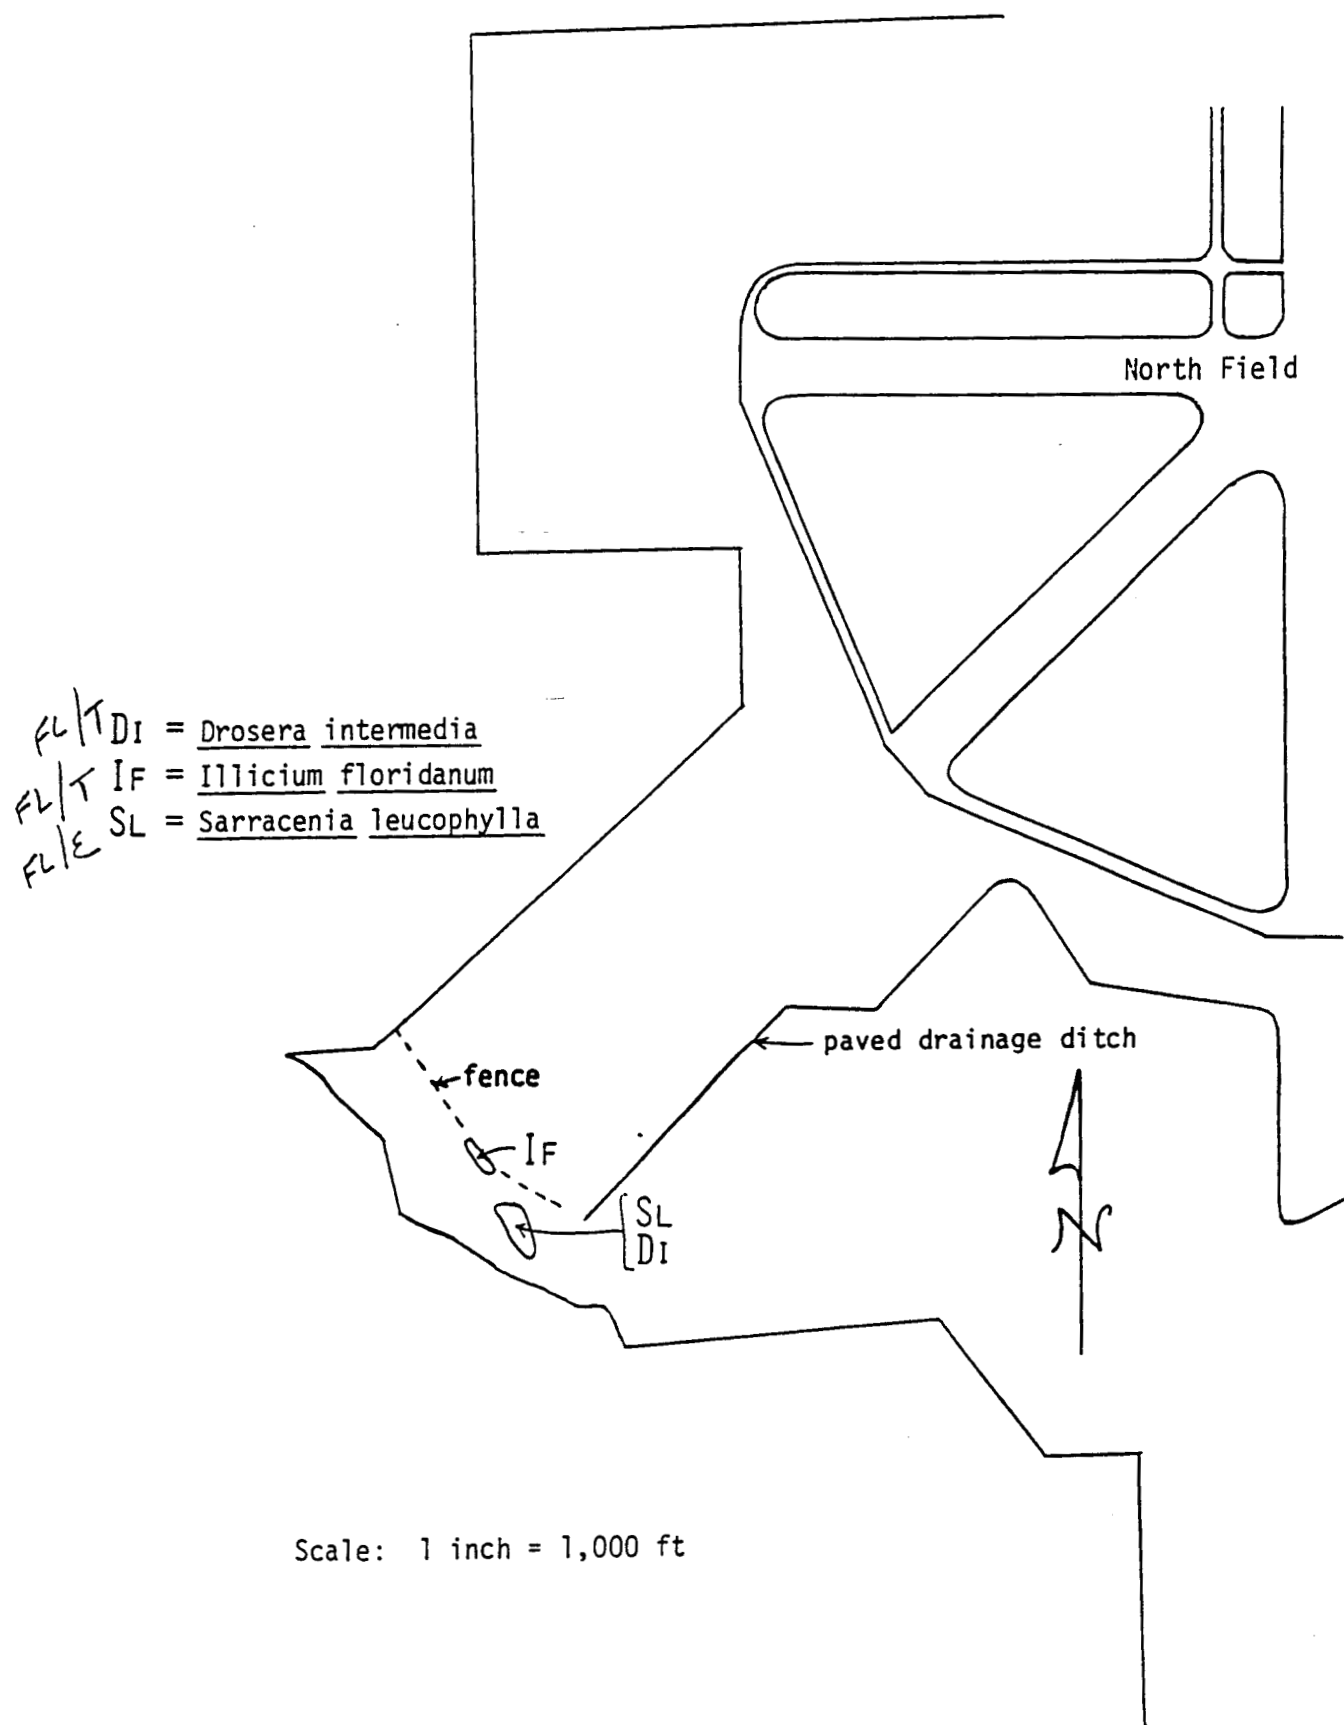 North Field
FL/T DI = Drosera intermedia
FL/T IF = Illicium floridanum
FL/E SL = Sarracenia leucophylla
paved drainage ditch
fence
IF
SL
DI
N
Scale: 1 inch = 1,000 ft